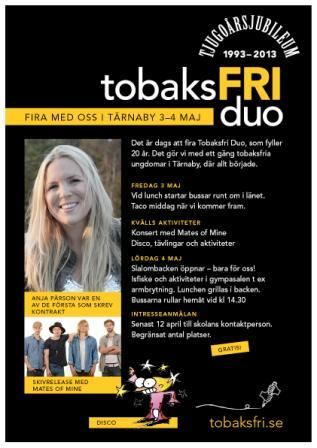 TJUGOÅRSJUBILEUM
1993–2013
tobaksFRI
duo
FIRA MED OSS I TÄRNABY 3–4 MAJ
Det är dags att fira Tobaksfri Duo, som fyller
20 år. Det gör vi med ett gäng tobaksfria
ungdomar i Tärnaby, där allt började.
FREDAG 3 MAJ
Vid lunch startar bussar runt om i länet.
Taco middag när vi kommer fram.
KVÄLLS AKTIVITETER
Konsert med Mates of Mine
Disco, tävlingar och aktiviteter
LÖRDAG 4 MAJ
Slalombacken öppnar – bara för oss!
Isfiske och aktiviteter i gympasalen t ex
armbrytning. Lunchen grillas i backen.
Bussarna rullar hemåt vid kl 14.30
INTRESSEANMÄLAN
Senast 12 april till skolans kontaktperson.
Begränsat antal platser.
GRATIS!
ANJA PÄRSON VAR EN
AV DE FÖRSTA SOM SKREV
KONTRAKT
SKIVRELEASE MED
MATES OF MINE
DISCO
tobaksfri.se